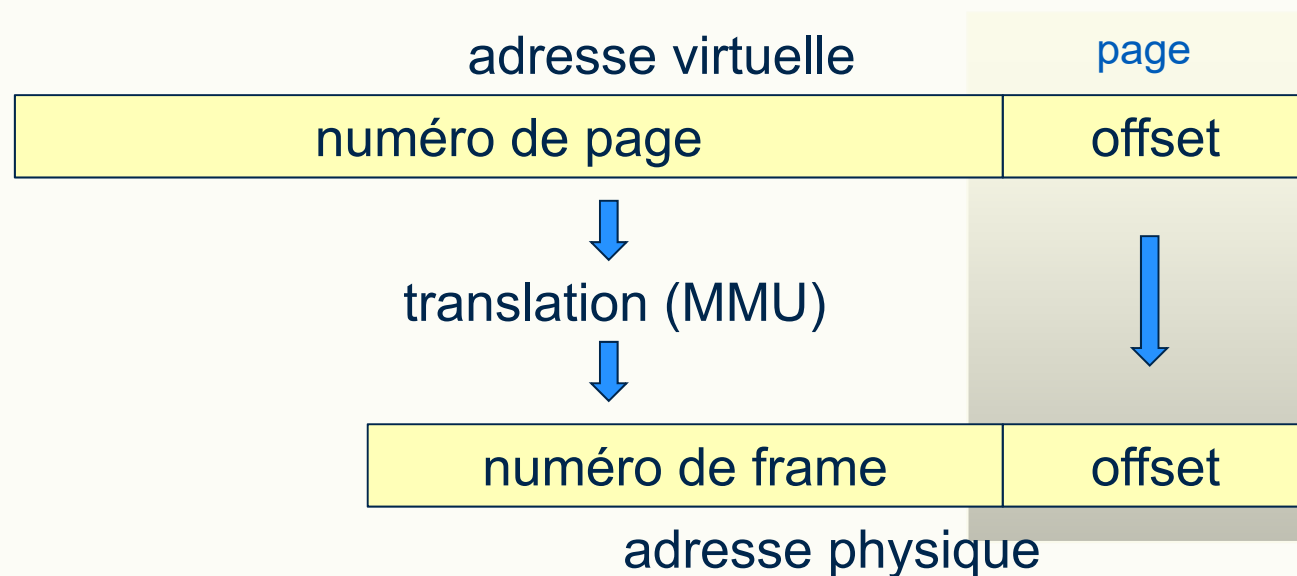 adresse virtuelle
page
numéro de page
offset
translation (MMU)
numéro de frame
offset
adresse physique